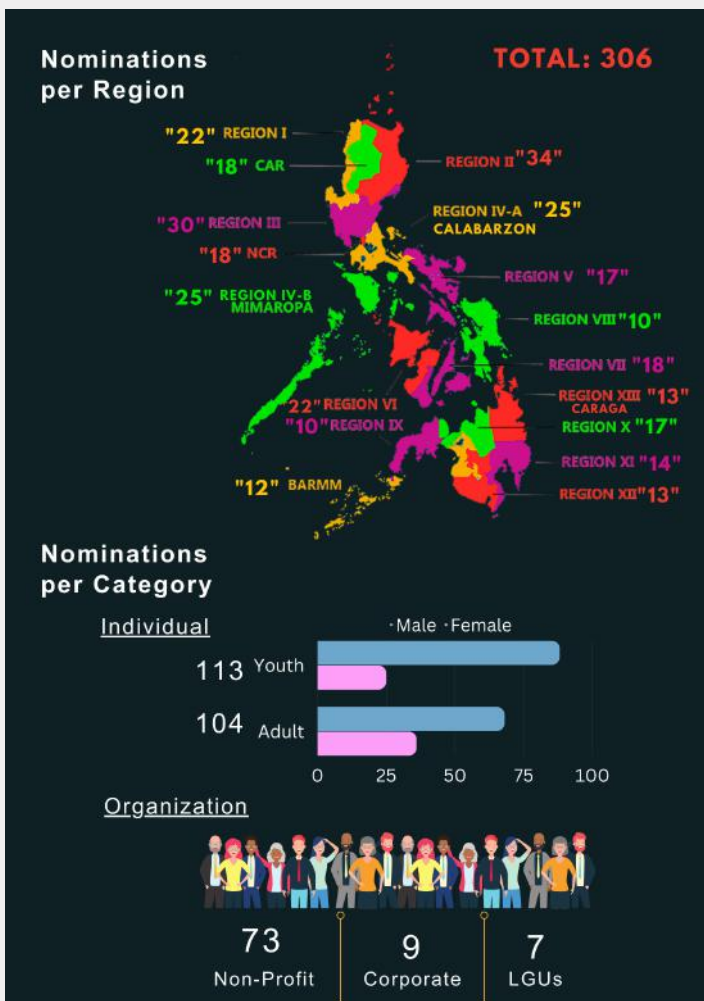 Nominations
per Region
TOTAL: 306
"22" REGION I
"18" CAR
REGION II "34"
"30" REGION III
REGION IV-A "25"
CALABARZON
"18" NCR
REGION V "17"
"25" REGION IV-B
MIMAROPA
REGION VIII "10"
REGION VII "18"
"22" REGION VI
REGION XIII "13"
CARAGA
"10" REGION IX
REGION X "17"
REGION XI "14"
"12" BARMM
REGION XII "13"
Nominations
per Category
Individual
·Male ·Female
113 Youth
104 Adult
0 25 50 75 100
Organization
73 9 7
Non-Profit Corporate LGUs